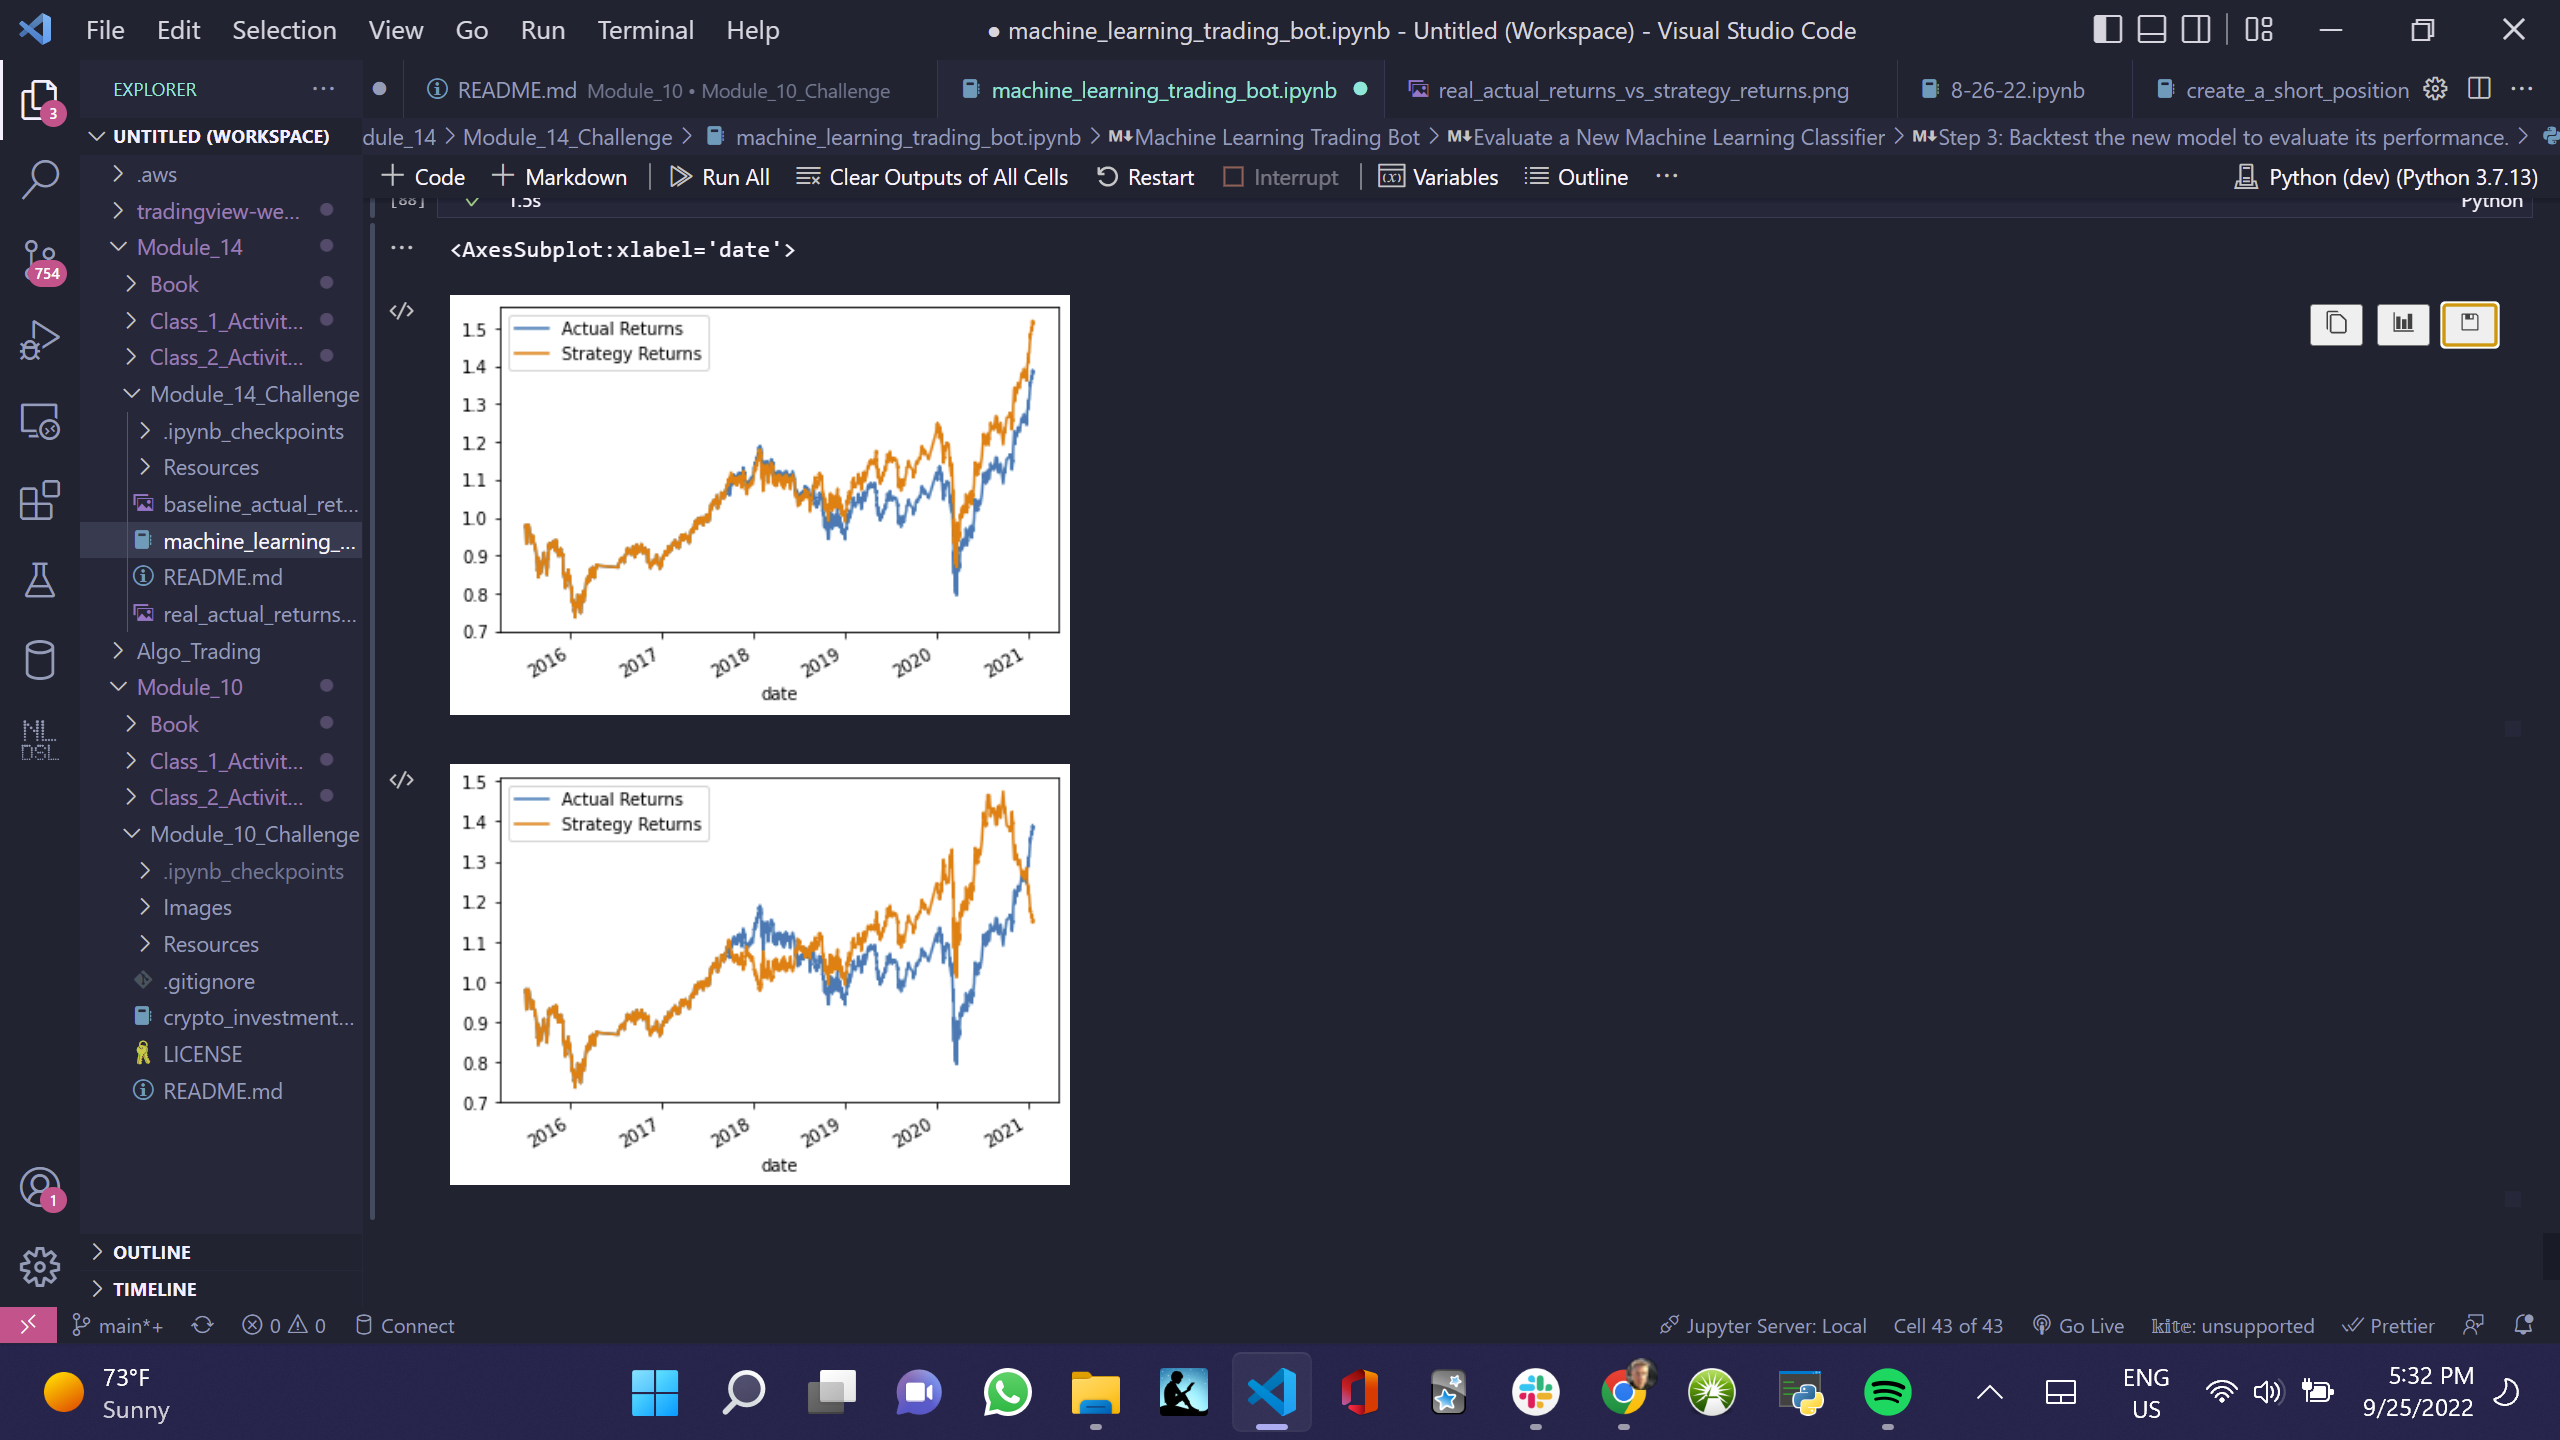 File Edit Selection View Go Run Terminal Help
● machine_learning_trading_bot.ipynb - Untitled (Workspace) - Visual Studio Code
EXPLORER
README.md Module_10 • Module_10_Challenge
machine_learning_trading_bot.ipynb
real_actual_returns_vs_strategy_returns.png
8-26-22.ipynb
create_a_short_position
3
UNTITLED (WORKSPACE)
dule_14 > Module_14_Challenge > machine_learning_trading_bot.ipynb > M↓Machine Learning Trading Bot > M↓Evaluate a New Machine Learning Classifier > M↓Step 3: Backtest the new model to evaluate its performance. >
+ Code + Markdown Run All Clear Outputs of All Cells Restart Interrupt Variables Outline ...
Python (dev) (Python 3.7.13)
[88] 1.5s Python
.aws
tradingview-we...
Module_14
Book
Class_1_Activit...
Class_2_Activit...
Module_14_Challenge
.ipynb_checkpoints
Resources
baseline_actual_ret...
machine_learning_...
README.md
real_actual_returns...
Algo_Trading
Module_10
Book
Class_1_Activit...
Class_2_Activit...
Module_10_Challenge
.ipynb_checkpoints
Images
Resources
.gitignore
crypto_investment...
LICENSE
README.md
OUTLINE
TIMELINE
754
NL
DSL
1
<AxesSubplot:xlabel='date'>
Actual Returns
Strategy Returns
1.5
1.4
1.3
1.2
1.1
1.0
0.9
0.8
0.7
2016 2017 2018 2019 2020 2021
date
Actual Returns
Strategy Returns
1.5
1.4
1.3
1.2
1.1
1.0
0.9
0.8
0.7
2016 2017 2018 2019 2020 2021
date
main*+ 0 0 Connect
Jupyter Server: Local Cell 43 of 43 Go Live kite: unsupported Prettier
73°F
Sunny
ENG
US
5:32 PM
9/25/2022